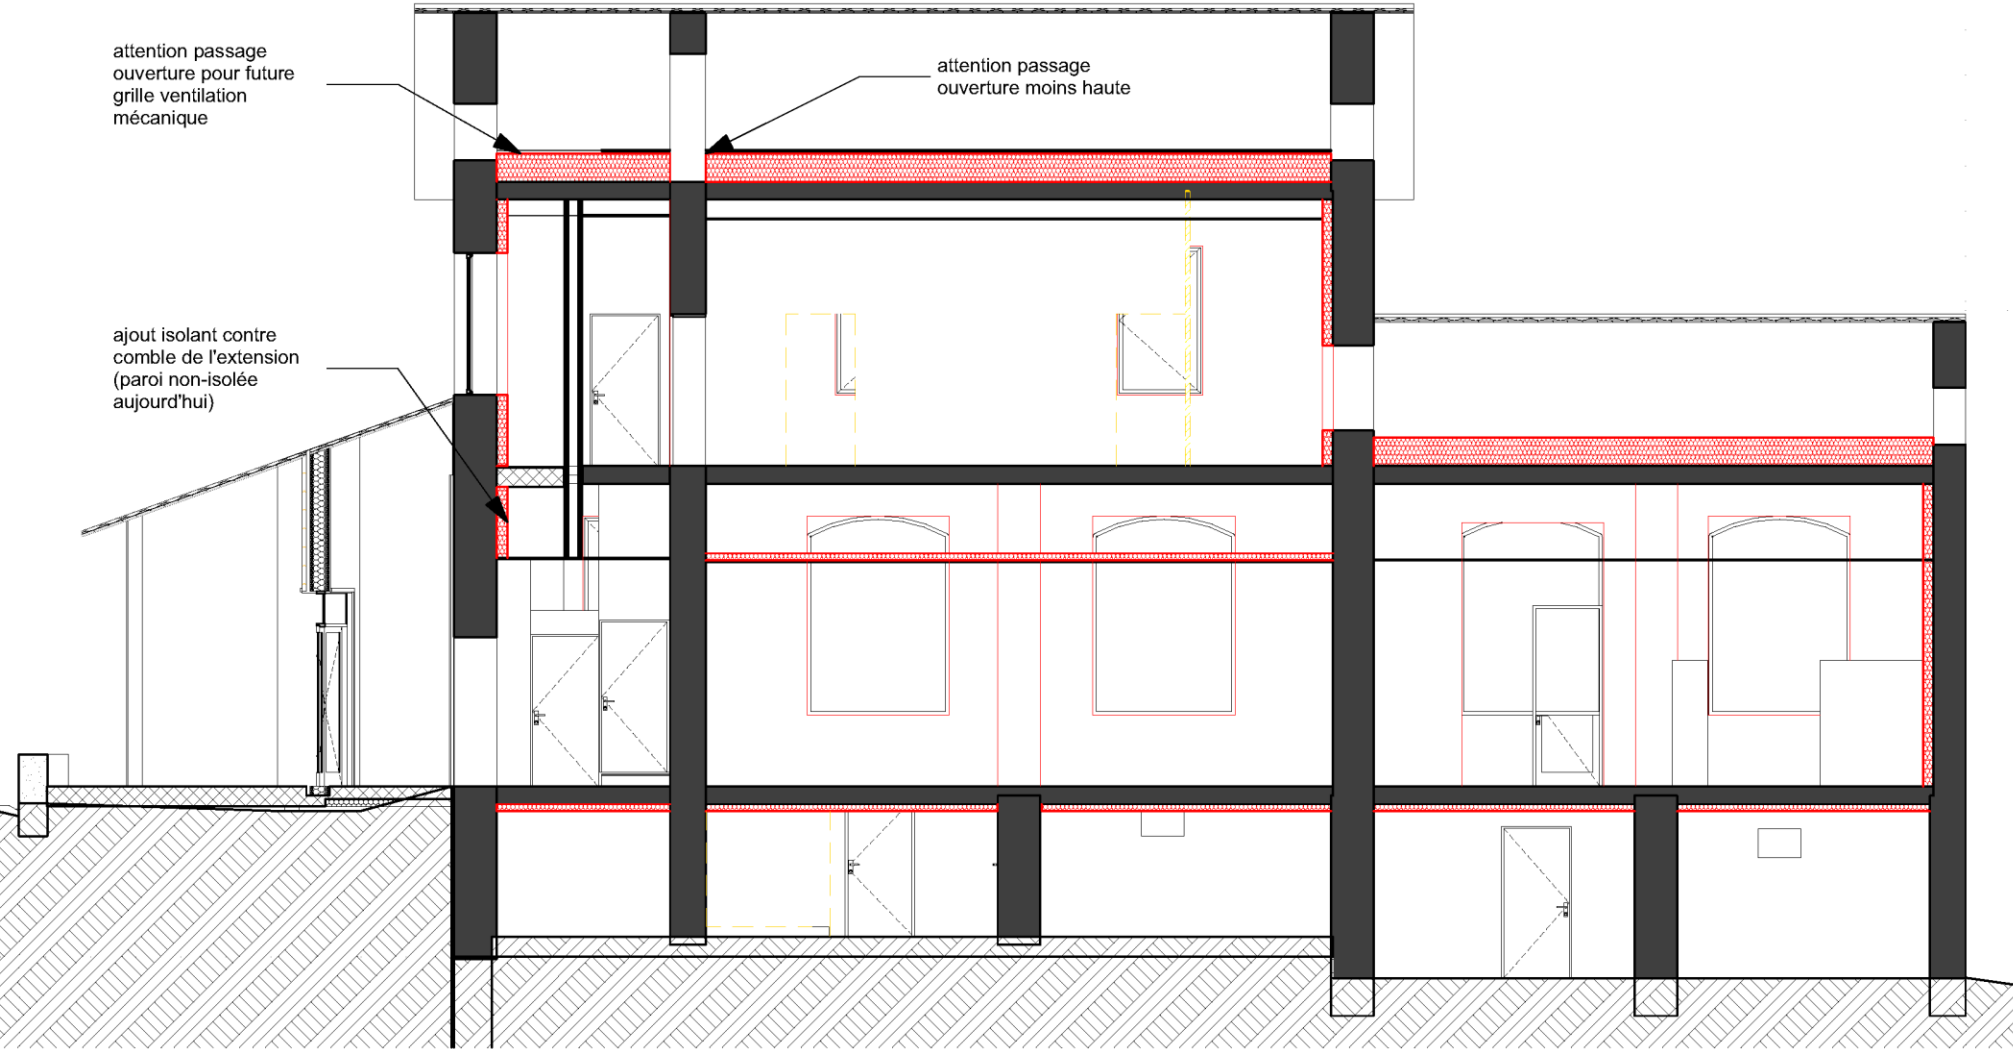 attention passage
ouverture pour future
grille ventilation
mécanique
attention passage
ouverture moins haute
ajout isolant contre
comble de l'extension
(paroi non-isolée
aujourd'hui)